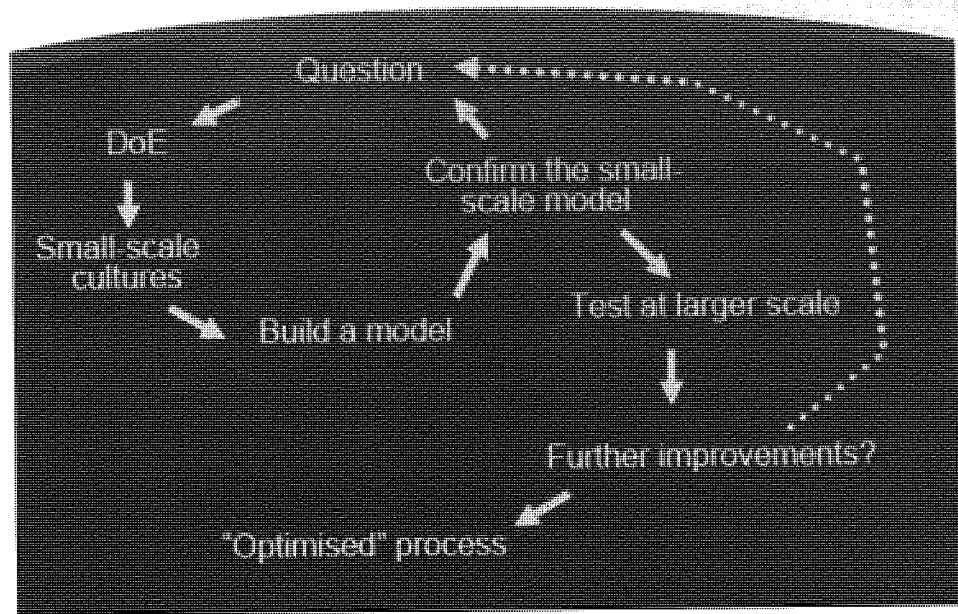 Question
DoE
Confirm the small-
scale model
Small-scale
cultures
Test at larger scale
Build a model
Further improvements?
"Optimised" process